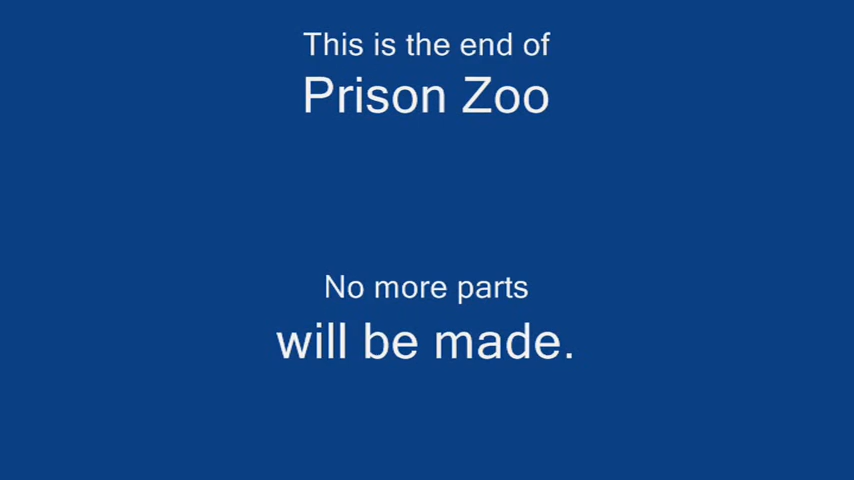 This is the end of
Prison Zoo
No more parts
will be made.